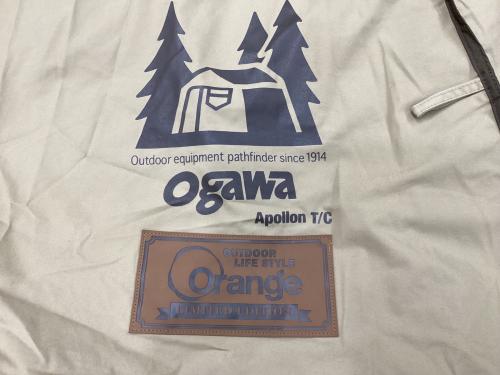 Outdoor equipment pathfinder since 1914
Ogawa
Apollon T/C
OUTDOOR
LIFE STYLE
Orange